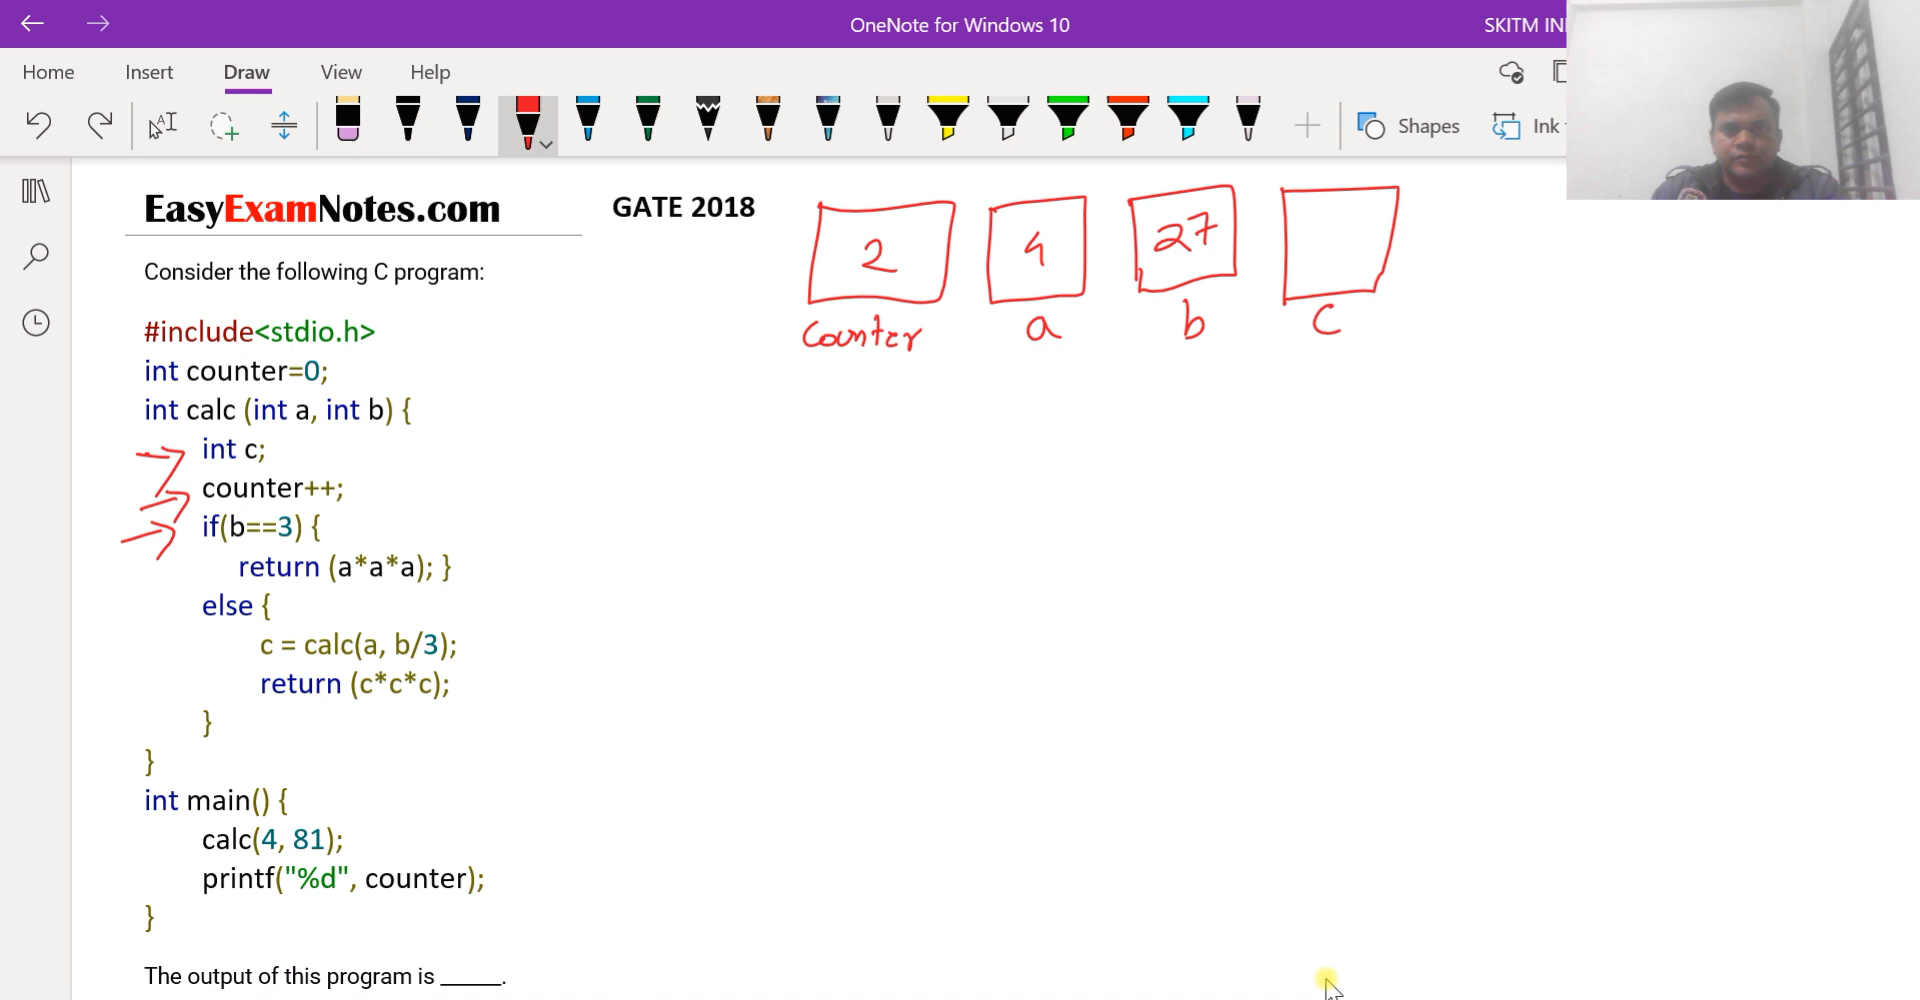 OneNote for Windows 10
SKITM IN
Home Insert Draw View Help
Shapes Ink
EasyExamNotes.com
GATE 2018
2 4 27
Counter a b C
Consider the following C program:
#include<stdio.h>
int counter=0;
int calc (int a, int b) {
int c;
counter++;
if(b==3) {
return (a*a*a); }
else {
c = calc(a, b/3);
return (c*c*c);
}
}
int main() {
calc(4, 81);
printf("%d", counter);
}
The output of this program is _____.